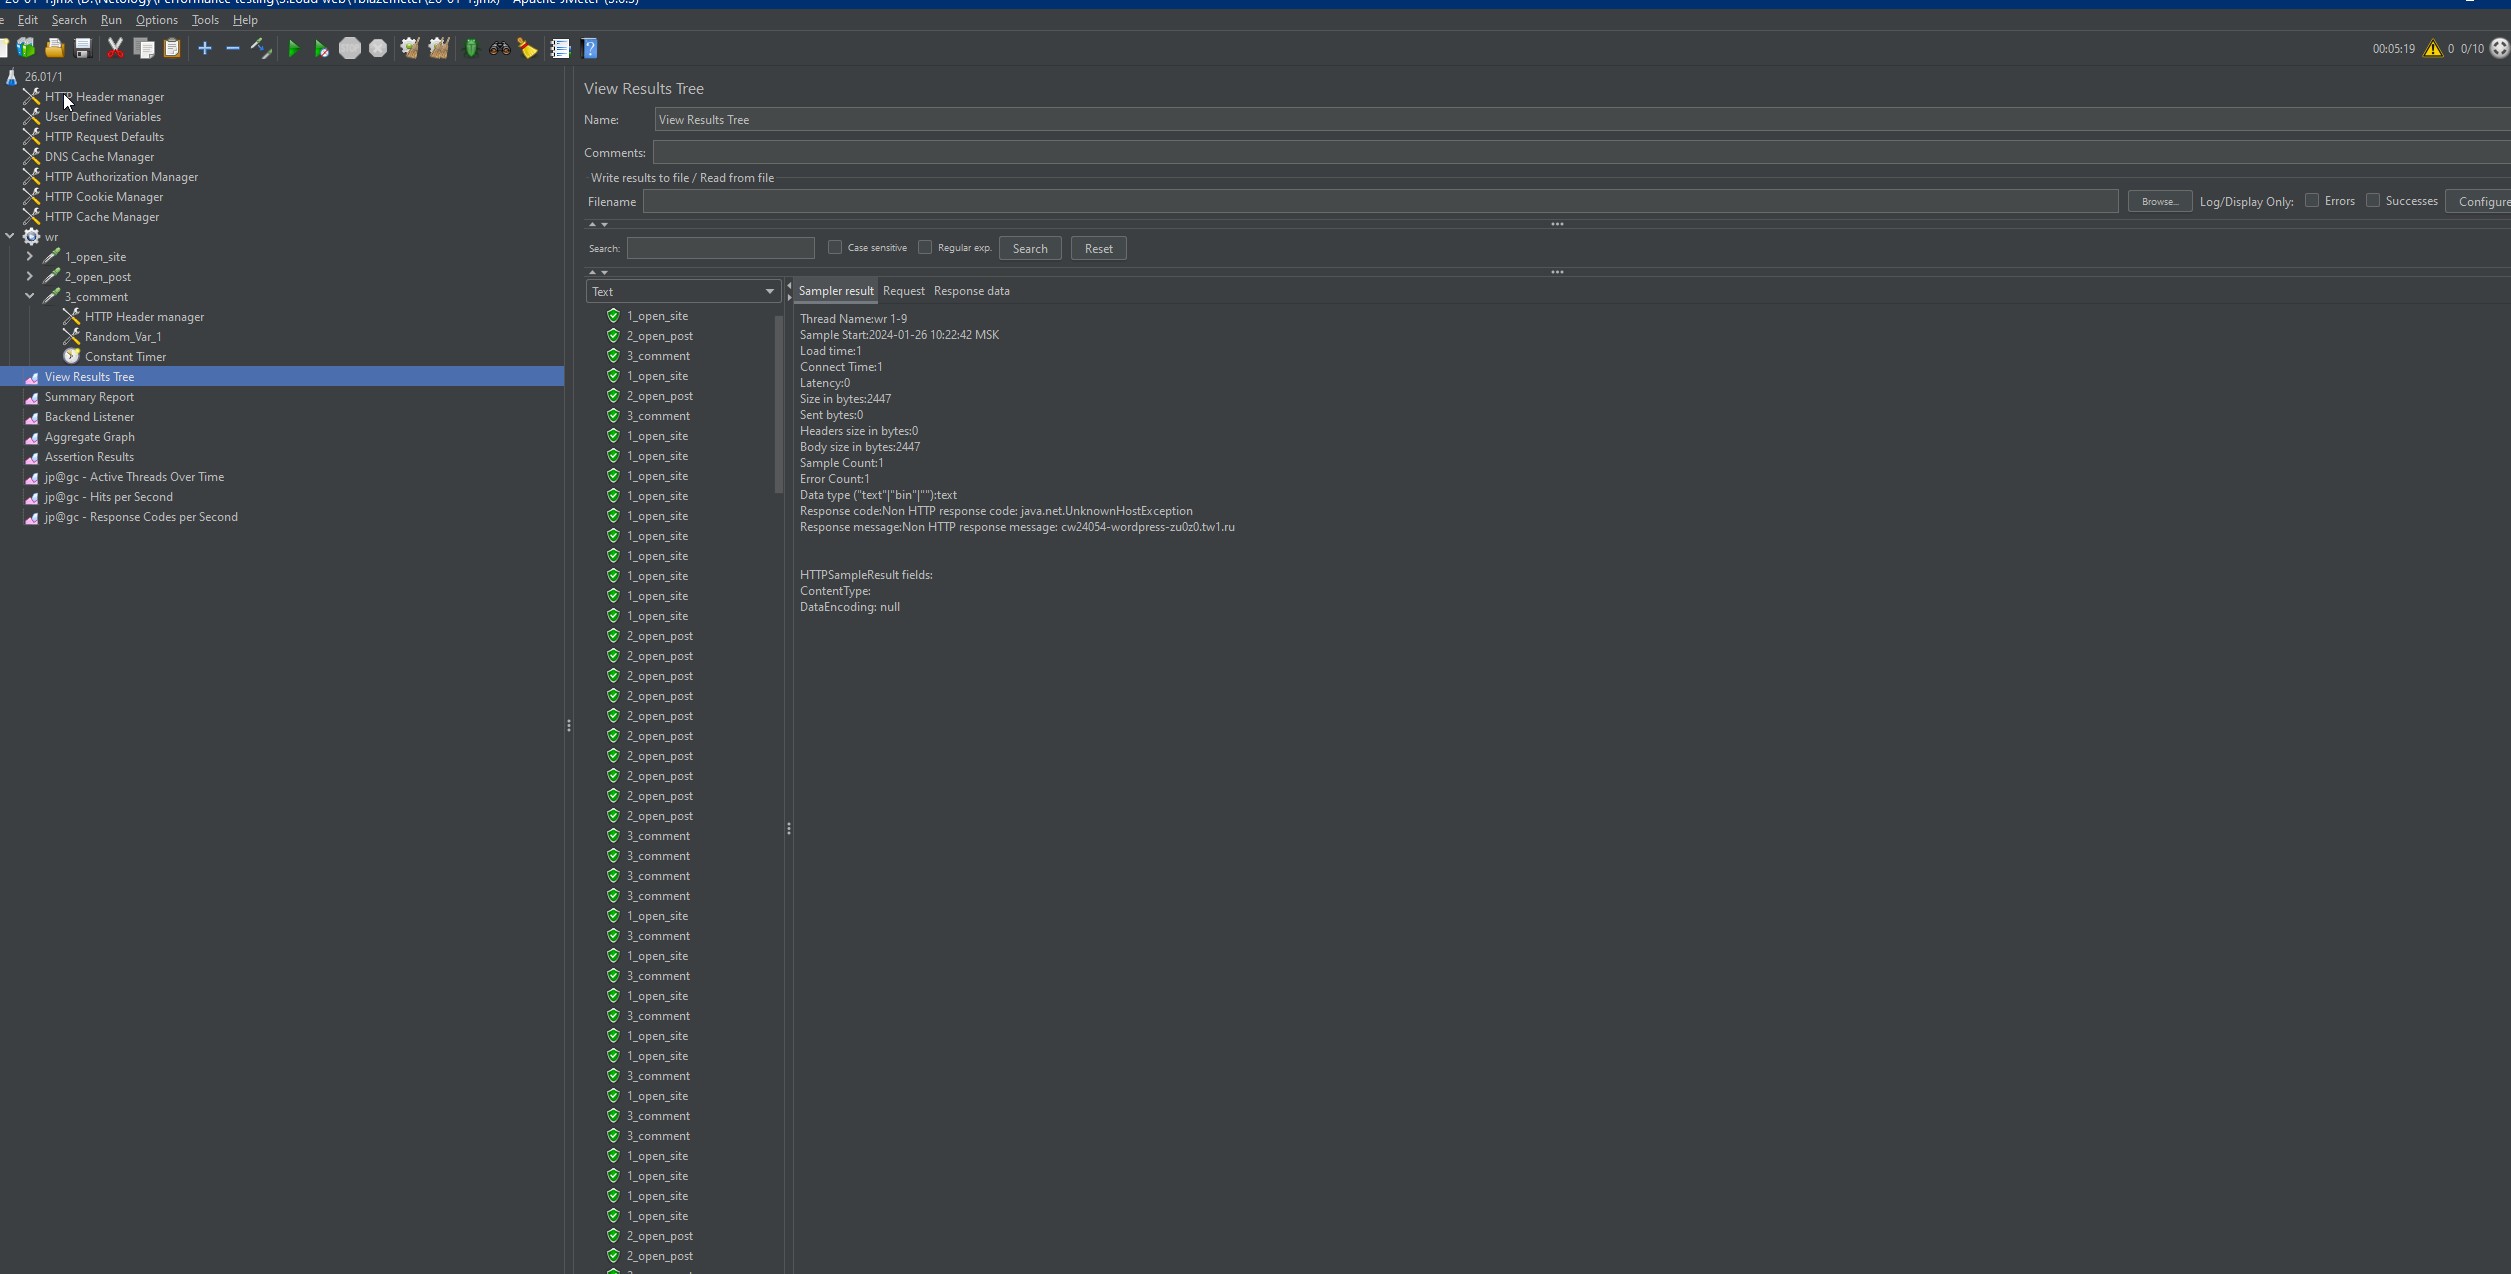 Edit Search Run Options Tools Help
00:05:19 0 0/10
26.01/1
HTTP Header manager
User Defined Variables
HTTP Request Defaults
DNS Cache Manager
HTTP Authorization Manager
HTTP Cookie Manager
HTTP Cache Manager
wr
1_open_site
2_open_post
3_comment
HTTP Header manager
Random_Var_1
Constant Timer
View Results Tree
Summary Report
Backend Listener
Aggregate Graph
Assertion Results
jp@gc - Active Threads Over Time
jp@gc - Hits per Second
jp@gc - Response Codes per Second
View Results Tree
Name: View Results Tree
Comments:
Write results to file / Read from file
Filename Browse... Log/Display Only: Errors Successes Configure
Search: Case sensitive Regular exp. Search Reset
Text
1_open_site
2_open_post
3_comment
1_open_site
2_open_post
3_comment
1_open_site
1_open_site
1_open_site
1_open_site
1_open_site
1_open_site
1_open_site
1_open_site
1_open_site
1_open_site
2_open_post
2_open_post
2_open_post
2_open_post
2_open_post
2_open_post
2_open_post
2_open_post
2_open_post
2_open_post
3_comment
3_comment
3_comment
3_comment
1_open_site
3_comment
1_open_site
3_comment
1_open_site
3_comment
1_open_site
1_open_site
3_comment
1_open_site
3_comment
3_comment
1_open_site
1_open_site
1_open_site
1_open_site
2_open_post
2_open_post
Sampler result Request Response data
Thread Name:wr 1-9
Sample Start:2024-01-26 10:22:42 MSK
Load time:1
Connect Time:1
Latency:0
Size in bytes:2447
Sent bytes:0
Headers size in bytes:0
Body size in bytes:2447
Sample Count:1
Error Count:1
Data type ("text"|"bin"|""):text
Response code:Non HTTP response code: java.net.UnknownHostException
Response message:Non HTTP response message: cw24054-wordpress-zu0z0.tw1.ru
HTTPSampleResult fields:
ContentType:
DataEncoding: null